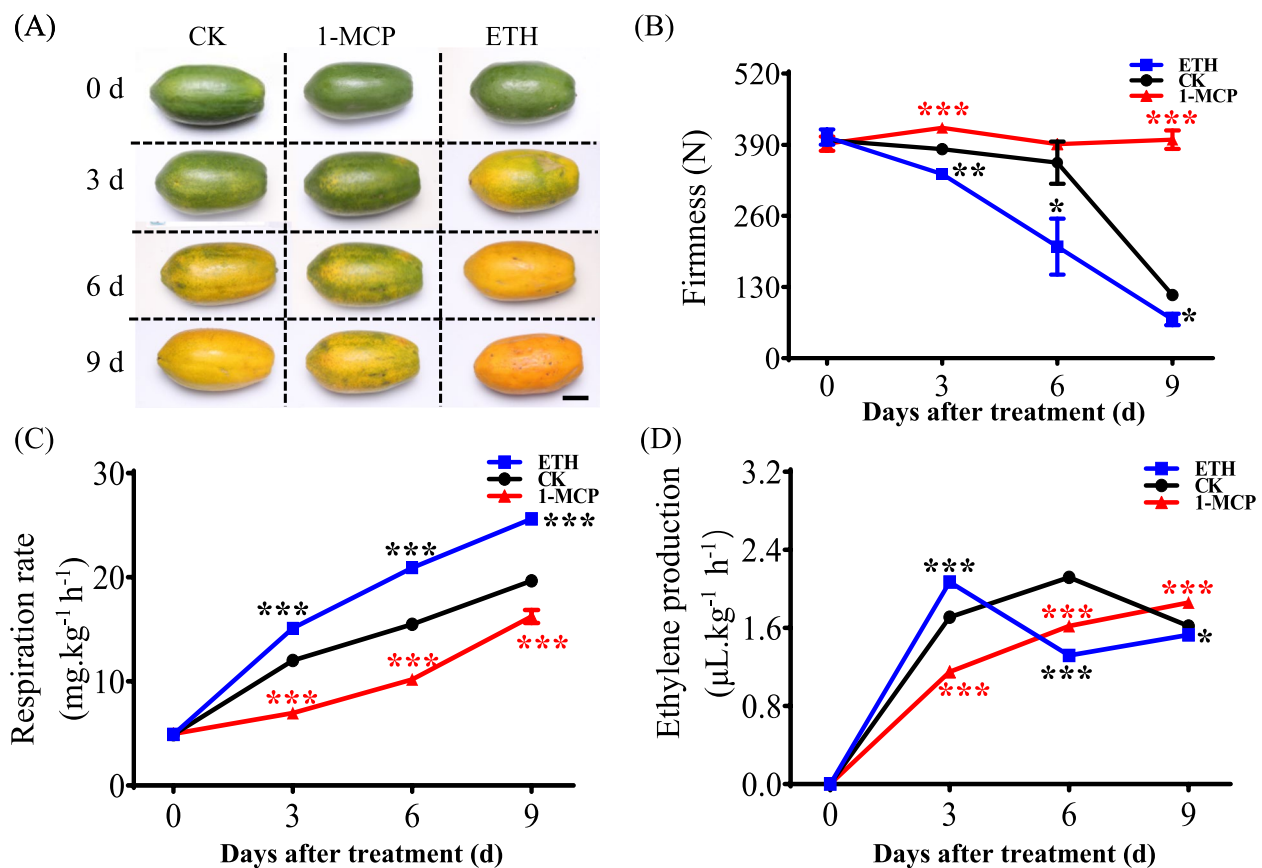 (A)
CK 1-MCP ETH
0 d
3 d
6 d
9 d
(B)
ETH
CK
1-MCP
Firmness (N)
520
390
260
130
0
***
***
**
*
*
0 3 6 9
Days after treatment (d)
(C)
ETH
CK
1-MCP
Respiration rate
(mg.kg⁻¹ h⁻¹)
30
20
10
0
***
***
***
***
***
***
0 3 6 9
Days after treatment (d)
(D)
ETH
CK
1-MCP
Ethylene production
(μL.kg⁻¹ h⁻¹)
3.2
2.4
1.6
0.8
0.0
***
***
***
*
***
***
0 3 6 9
Days after treatment (d)